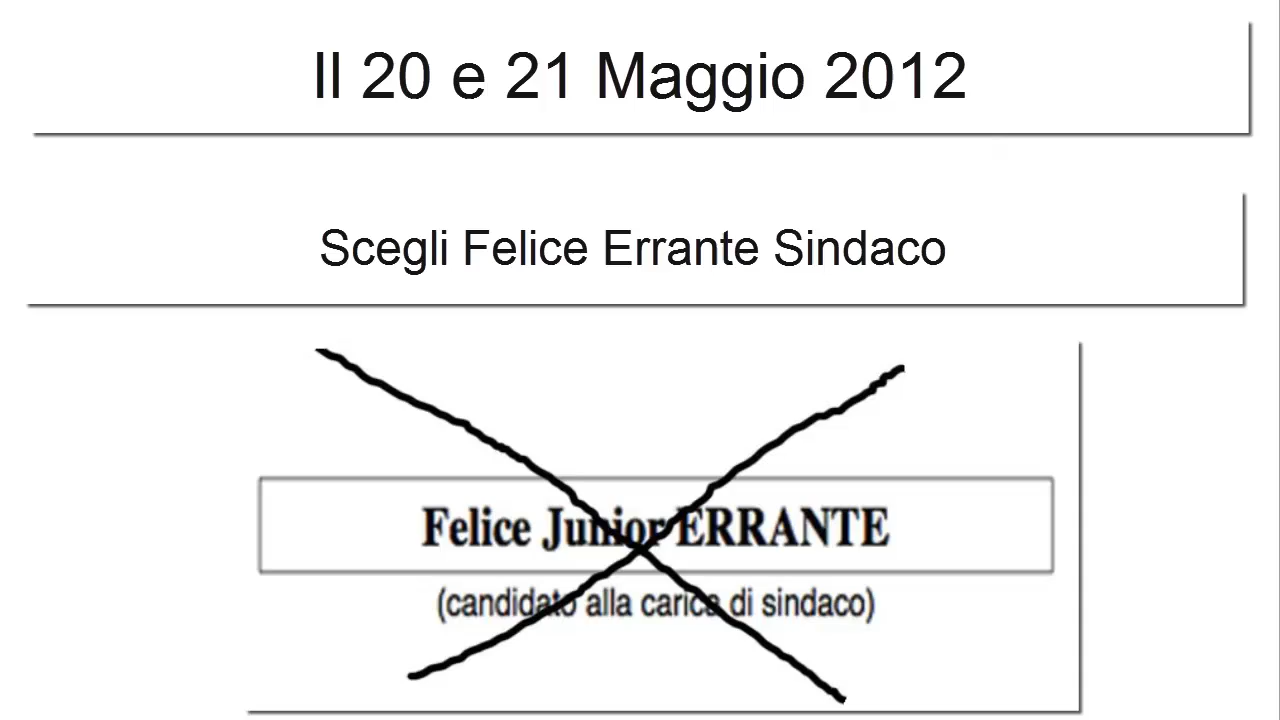 Il 20 e 21 Maggio 2012
Scegli Felice Errante Sindaco
Felice Junior ERRANTE
(candidato alla carica di sindaco)